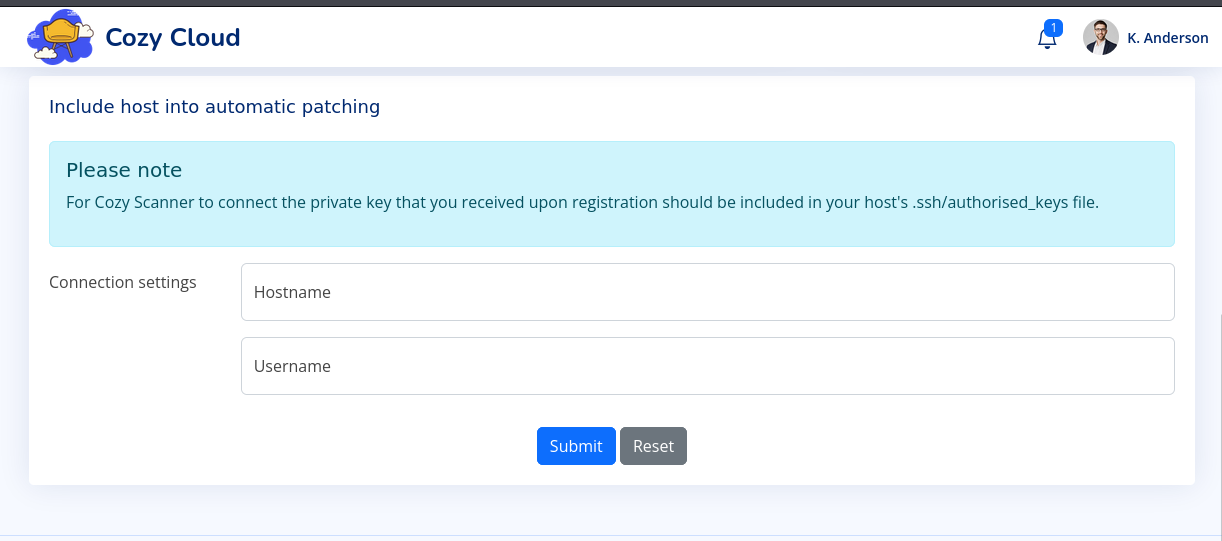 Cozy Cloud
1
K. Anderson
Include host into automatic patching
Please note
For Cozy Scanner to connect the private key that you received upon registration should be included in your host's .ssh/authorised_keys file.
Connection settings
Hostname
Username
Submit Reset